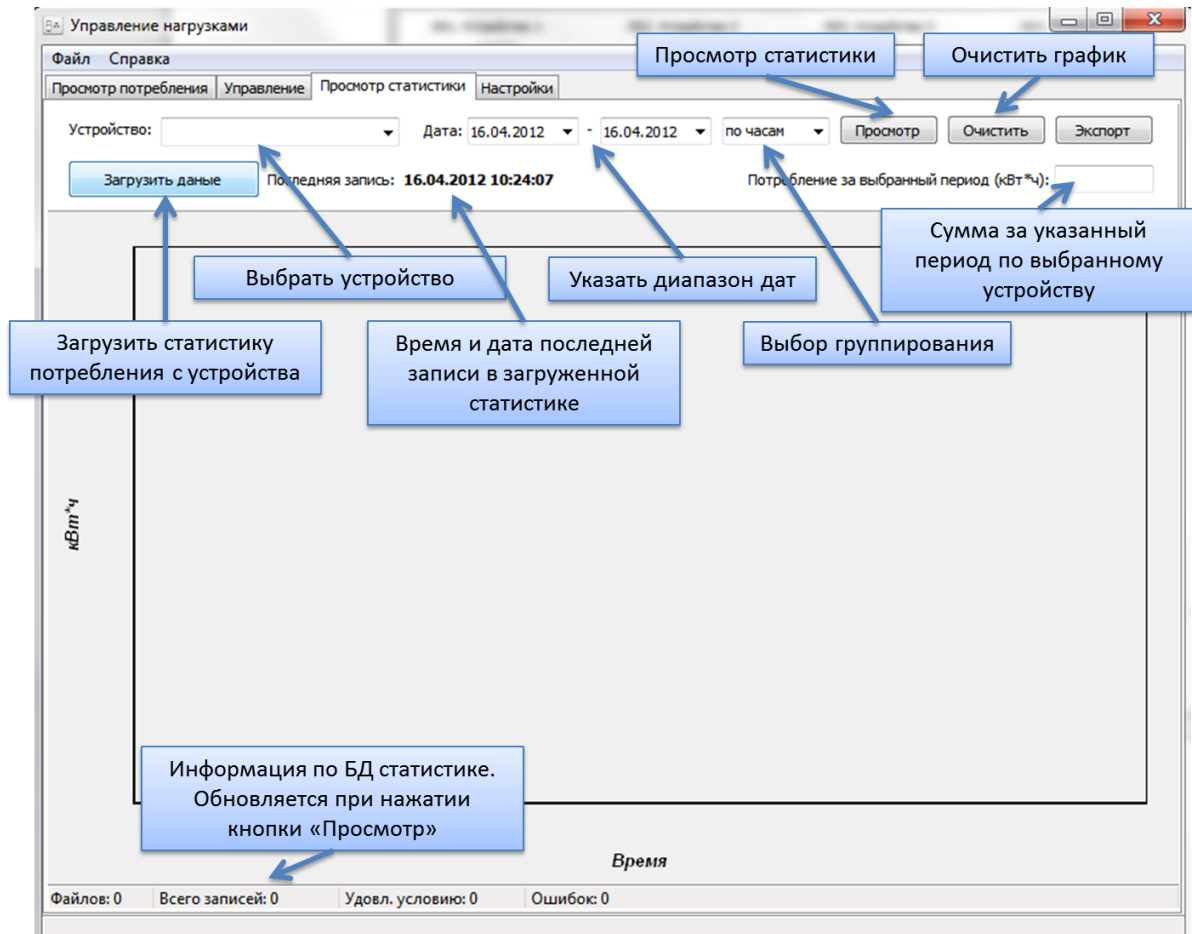 Управление нагрузками
Файл Справка
Просмотр статистики
Очистить график
Просмотр потребления Управление Просмотр статистики Настройки
Устройство: Дата: 16.04.2012 - 16.04.2012 по часам Просмотр Очистить Экспорт
Загрузить даные Последняя запись: 16.04.2012 10:24:07 Потребление за выбранный период (кВт*ч):
Выбрать устройство
Указать диапазон дат
Сумма за указанный
период по выбранному
устройству
Загрузить статистику
потребления с устройства
Время и дата последней
записи в загруженной
статистике
Выбор группирования
кВт*ч
Информация по БД статистике.
Обновляется при нажатии
кнопки «Просмотр»
Время
Файлов: 0 Всего записей: 0 Удовл. условию: 0 Ошибок: 0